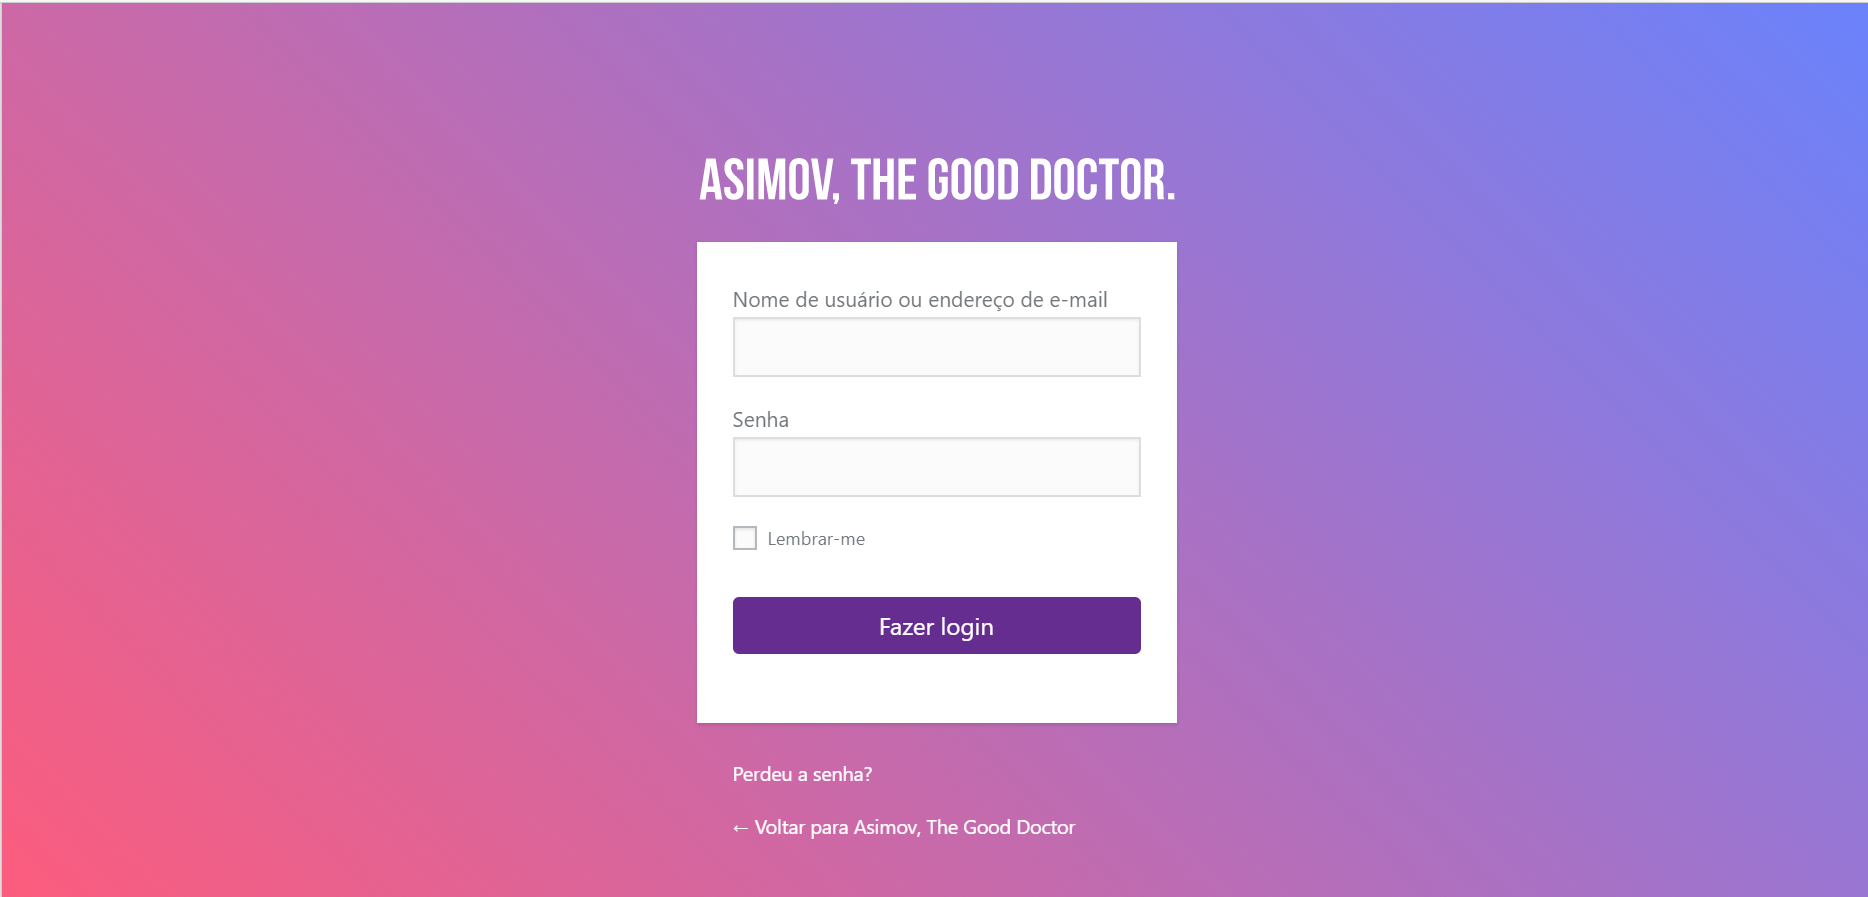 ASIMOV, THE GOOD DOCTOR.
Nome de usuário ou endereço de e-mail
Senha
Lembrar-me
Fazer login
Perdeu a senha?
← Voltar para Asimov, The Good Doctor